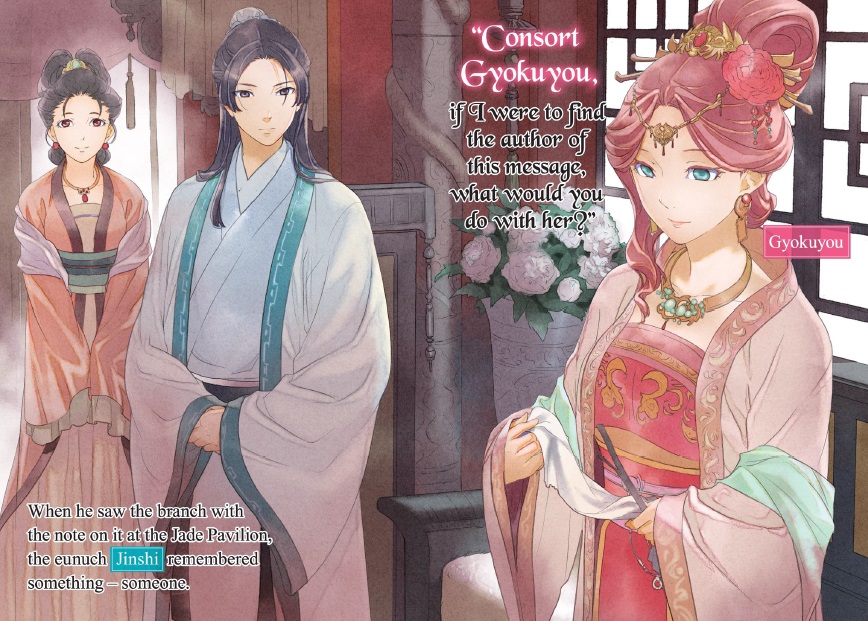 "Consort
Gyokuyou,
if I were to find
the author of
this message,
what would you
do with her?"
Gyokuyou
When he saw the branch with
the note on it at the Jade Pavilion,
the eunuch Jinshi remembered
something – someone.